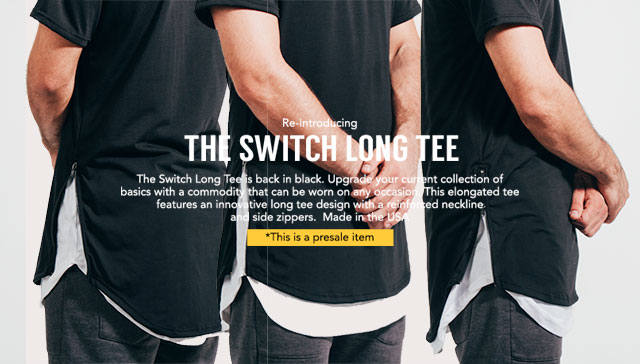 Re-Introducing
THE SWITCH LONG TEE
The Switch Long Tee is back in black. Upgrade your current collection of
basics with a commodity that can be worn on any occasion. This elongated tee
features an innovative long tee design with a reinforced neckline
and side zippers.  Made in the USA
*This is a presale item